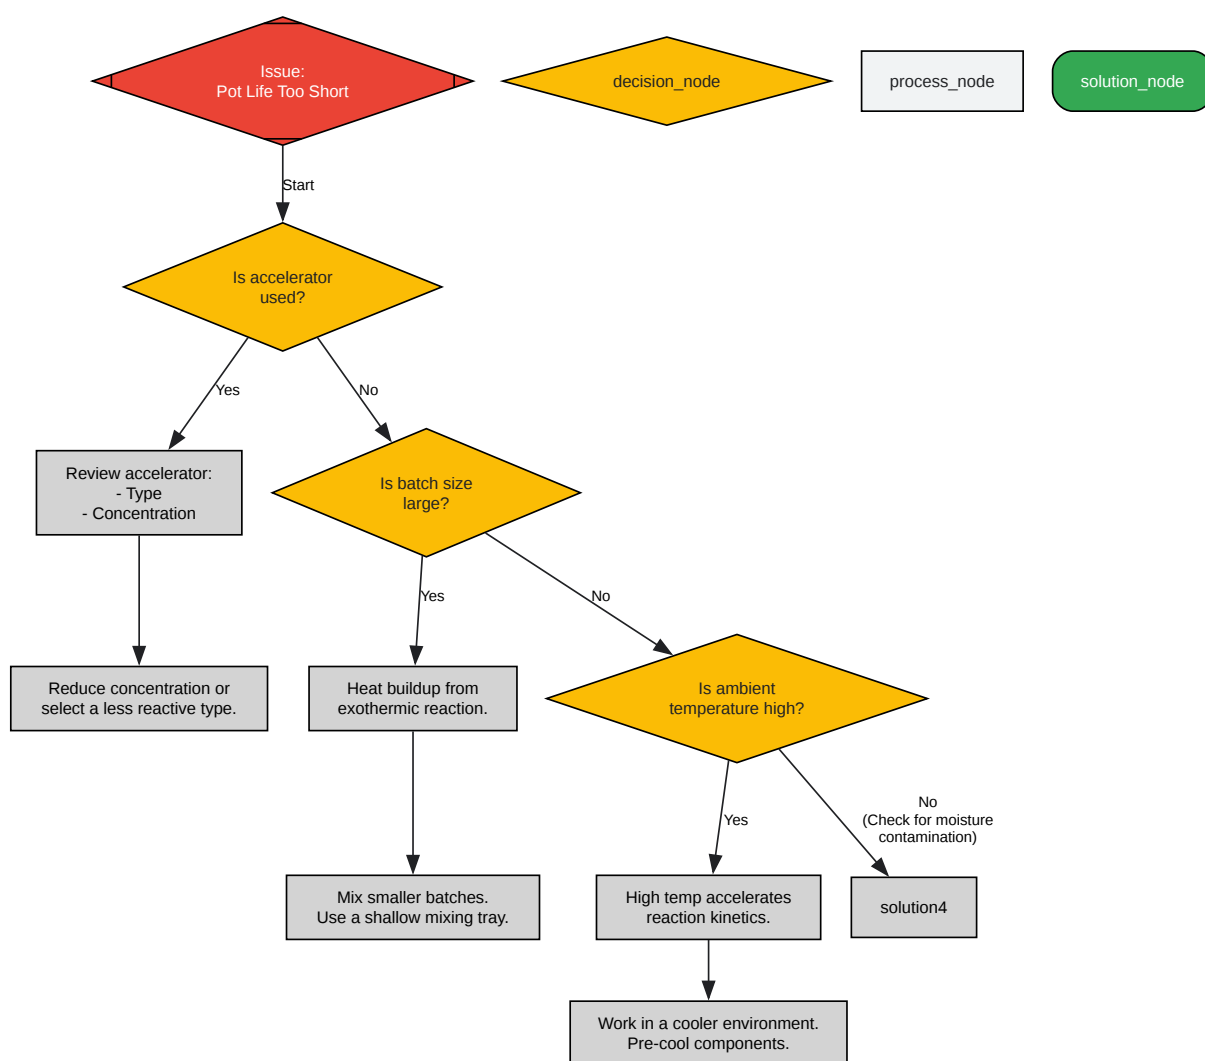 Issue:
Pot Life Too Short
decision_node
process_node
solution_node
Start
Is accelerator
used?
Yes
No
Review accelerator:
- Type
- Concentration
Is batch size
large?
Yes
No
Reduce concentration or
select a less reactive type.
Heat buildup from
exothermic reaction.
Is ambient
temperature high?
Yes
No
(Check for moisture
contamination)
Mix smaller batches.
Use a shallow mixing tray.
High temp accelerates
reaction kinetics.
solution4
Work in a cooler environment.
Pre-cool components.